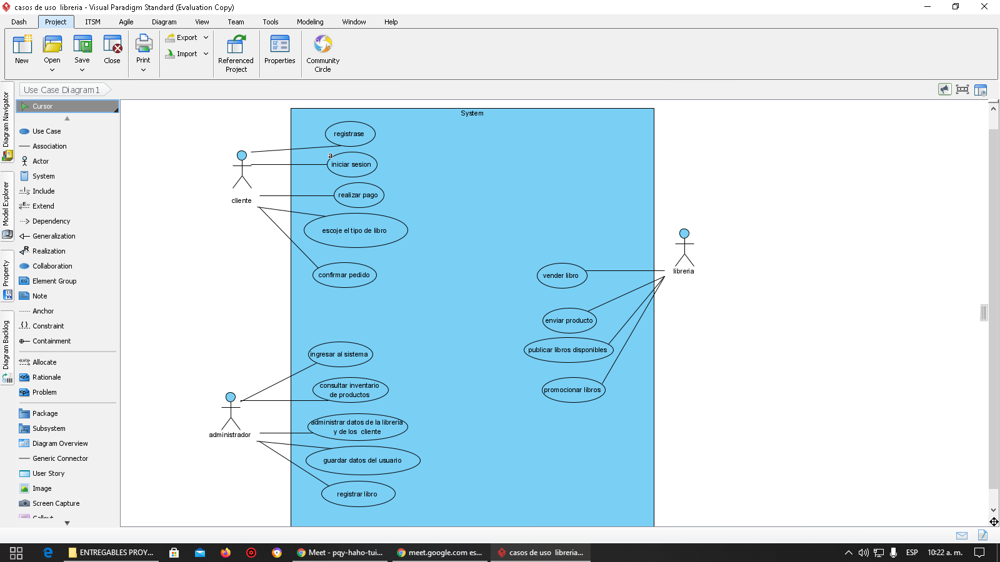 casos de uso  libreria - Visual Paradigm Standard (Evaluation Copy)
Dash Project ITSM Agile Diagram View Team Tools Modeling Window Help
New Open Save Close Print Export Import Referenced Project Properties Community Circle
Use Case Diagram1
Diagram Navigator
Model Explorer
Property
Diagram Backlog
Cursor
Use Case
Association
Actor
System
Include
Extend
Dependency
Generalization
Realization
Collaboration
Element Group
Note
Anchor
Constraint
Containment
Allocate
Rationale
Problem
Package
Subsystem
Diagram Overview
Generic Connector
User Story
Image
Screen Capture
Callout
System
registrase
a
iniciar sesion
realizar pago
cliente
escoje el tipo de libro
confirmar pedido
vender libro
libreria
enviar producto
publicar libros disponibles
promocionar libros
ingresar al sistema
consultar inventario
de productos
administrador
administrar datos de la libreria
y de los  cliente
guardar datos del usuario
registrar libro
ENTREGABLES PROY... Meet - pqy-haho-tui... meet.google.com es... casos de uso  libreria... ESP 10:22 a. m.